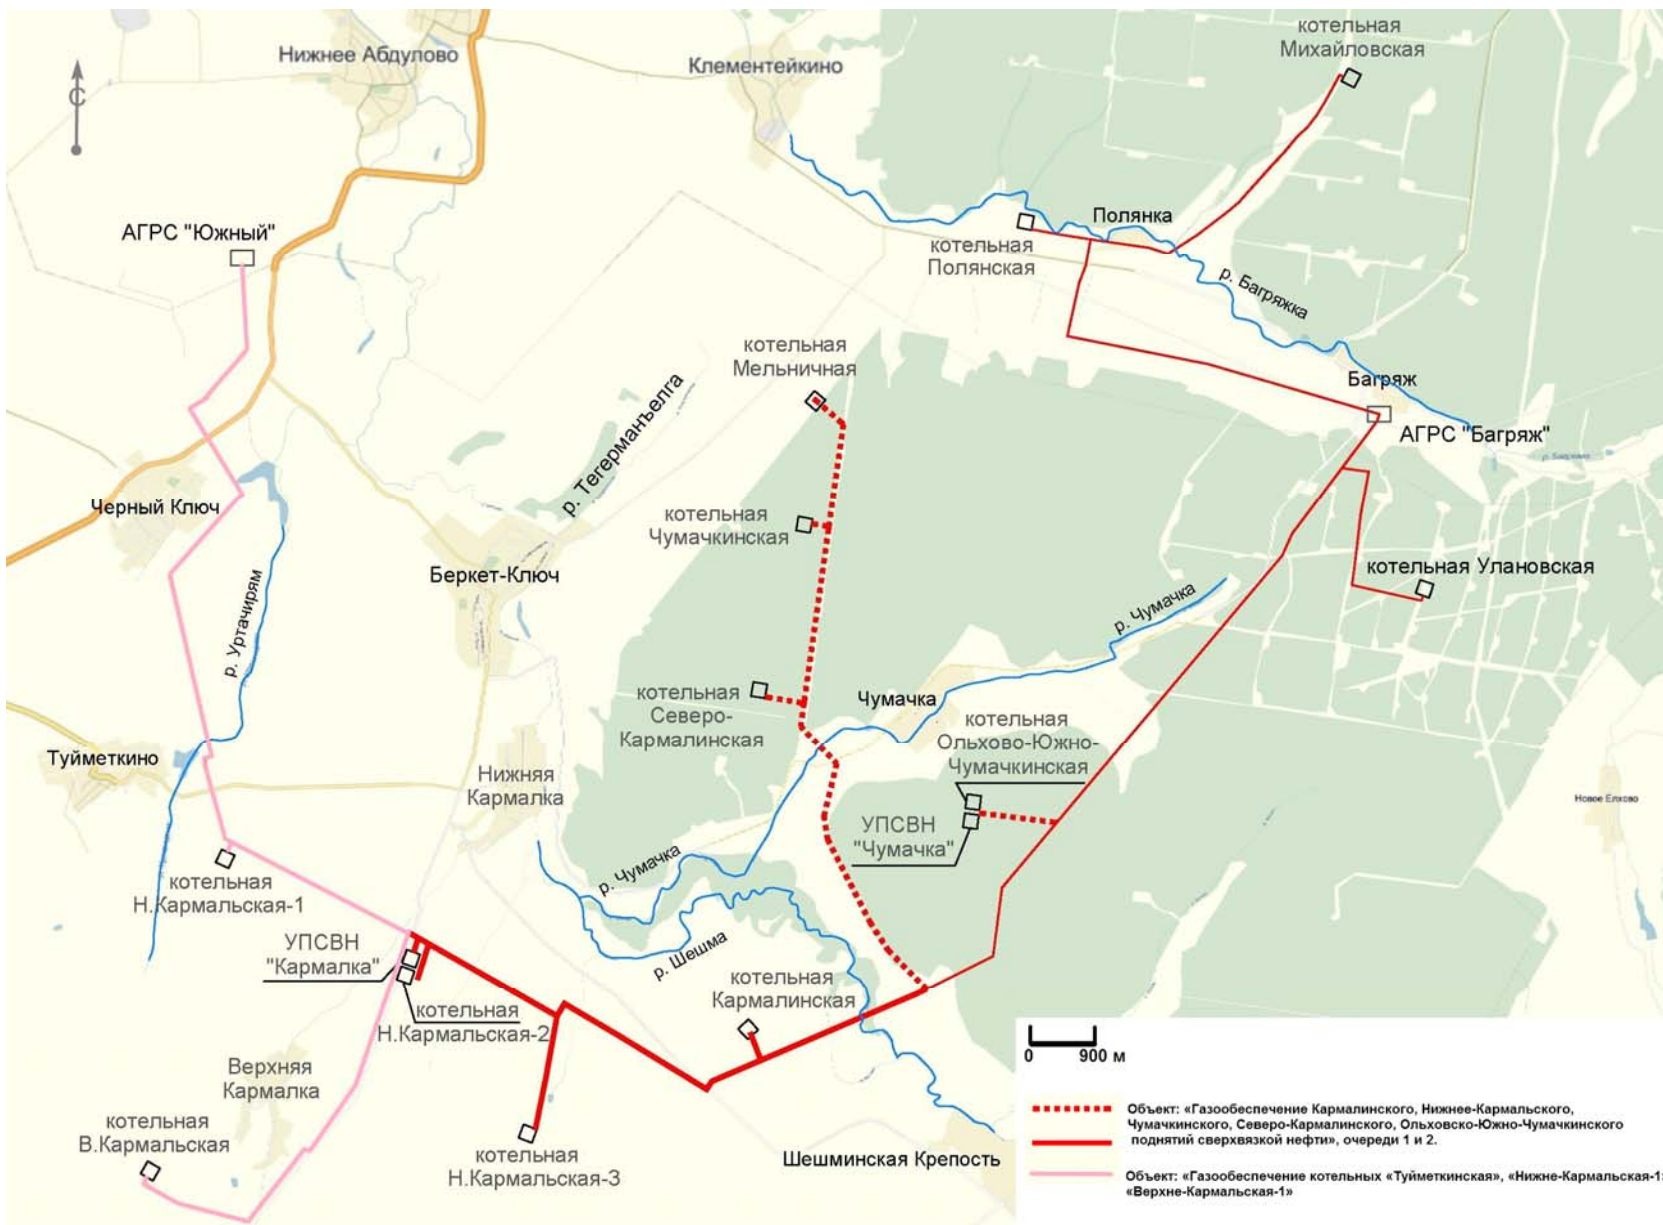 котельная
Михайловская
Нижнее Абдулово
Клементейкино
С
АГРС "Южный"
Полянка
котельная
Полянская
р. Багряжка
котельная
Мельничная
Багряж
АГРС "Багряж"
р. Тегерманъелга
Черный Ключ
котельная
Чумачкинская
Беркет-Ключ
котельная Улановская
р. Уртачирям
р. Чумачка
котельная
Северо-
Кармалинская
Чумачка
котельная
Ольхово-Южно-
Чумачкинская
Туйметкино
Нижняя
Кармалка
Новое Елхово
УПСВН
"Чумачка"
р. Чумачка
котельная
Н.Кармальская-1
УПСВН
"Кармалка"
р. Шешма
котельная
Кармалинская
котельная
Н.Кармальская-2
Верхняя
Кармалка
0 900 м
котельная
В.Кармальская
котельная
Н.Кармальская-3
Шешминская Крепость
Объект: «Газообеспечение Кармалинского, Нижнее-Кармальского,
Чумачкинского, Северо-Кармалинского, Ольховско-Южно-Чумачкинского
поднятий сверхвязкой нефти», очереди 1 и 2.
Объект: «Газообеспечение котельных «Туйметкинская», «Нижне-Кармальская-1»
«Верхне-Кармальская-1»